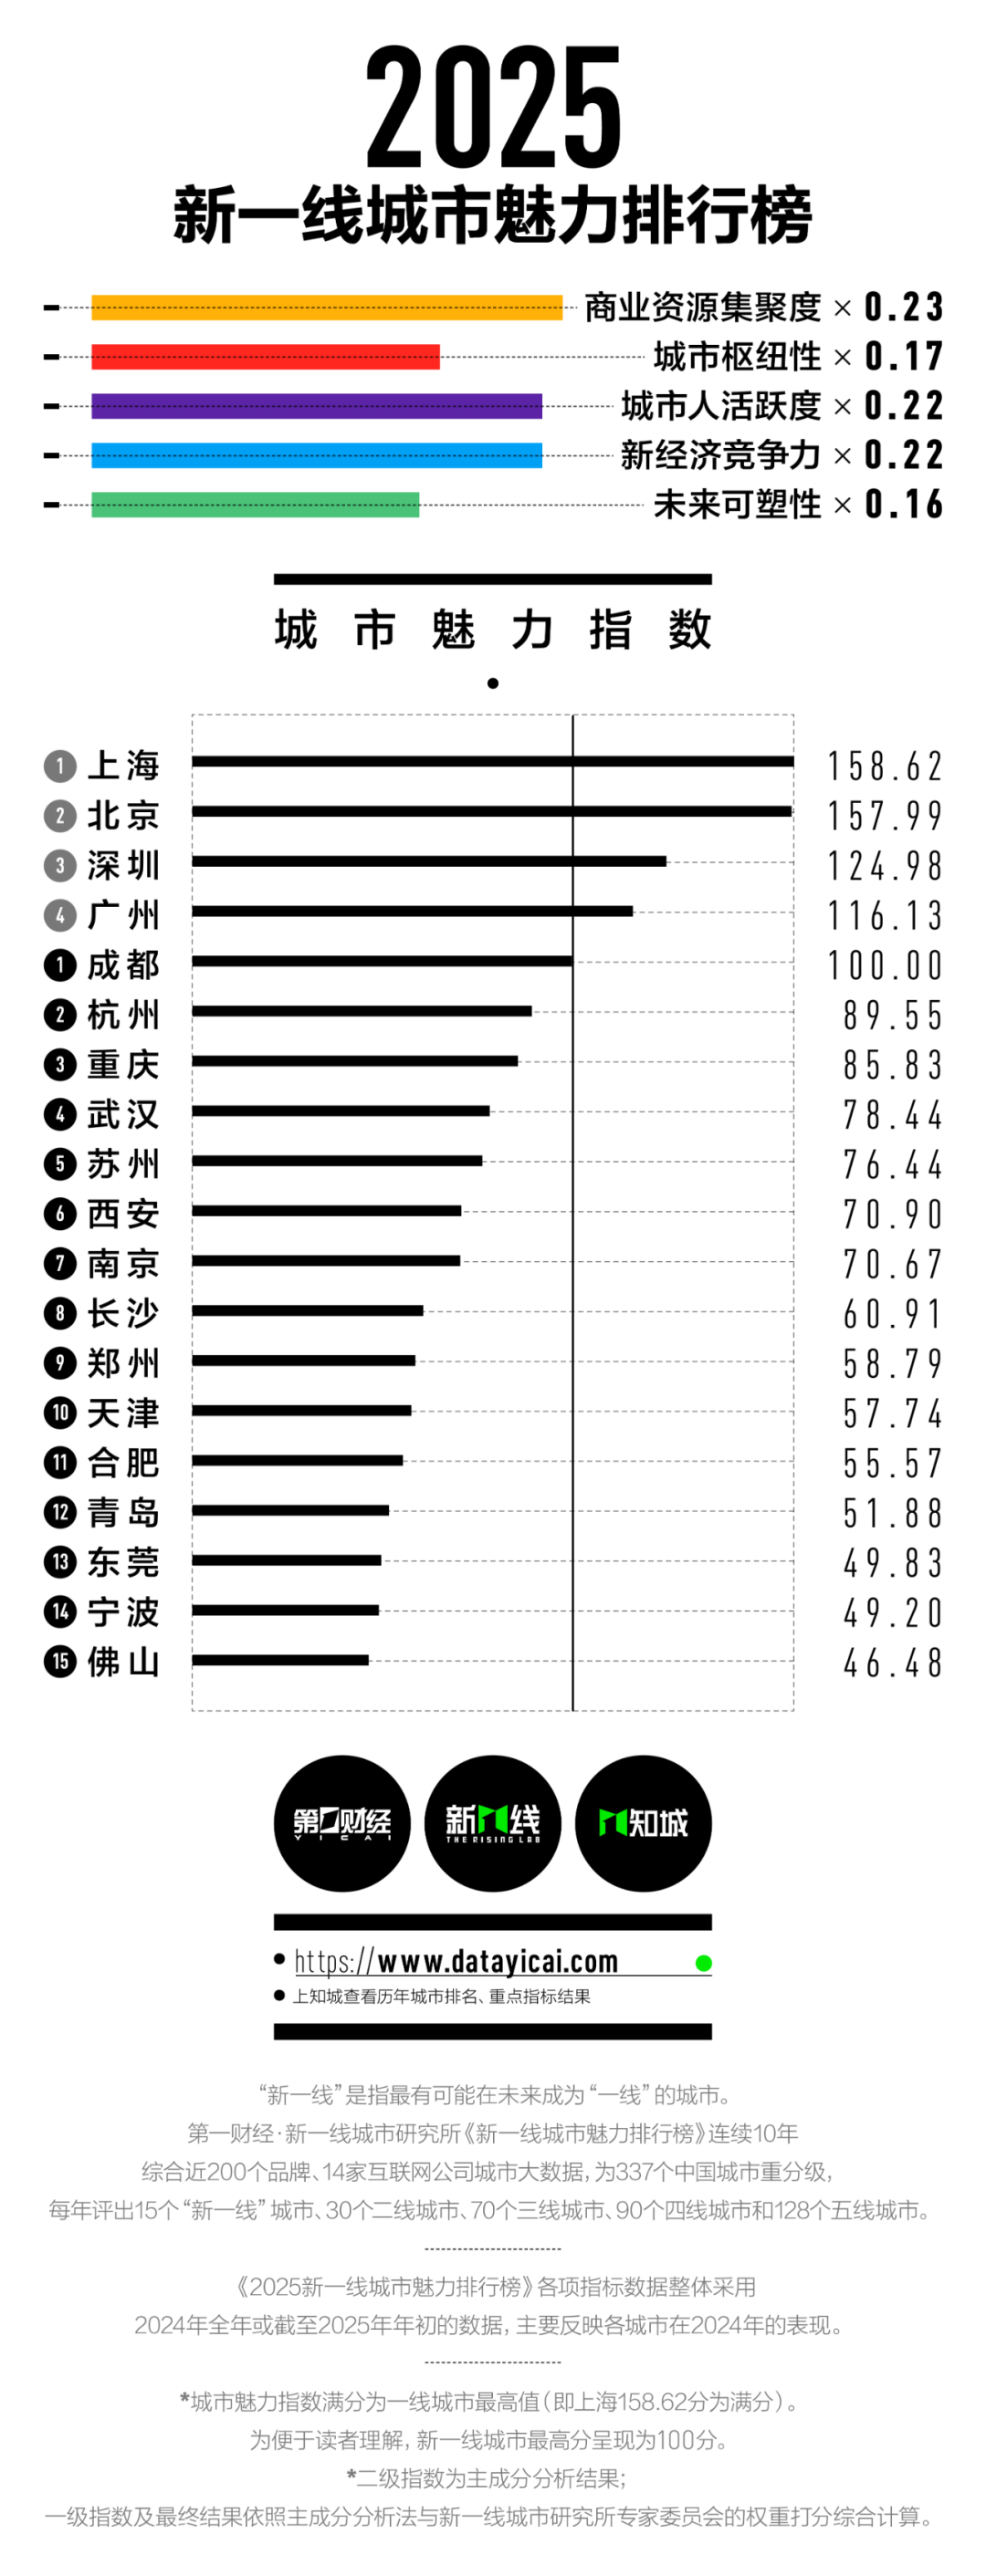 2025
新一线城市魅力排行榜
商业资源集聚度 × 0.23
城市枢纽性 × 0.17
城市人活跃度 × 0.22
新经济竞争力 × 0.22
未来可塑性 × 0.16
城市魅力指数
1 上海 158.62
2 北京 157.99
3 深圳 124.98
4 广州 116.13
1 成都 100.00
2 杭州 89.55
3 重庆 85.83
4 武汉 78.44
5 苏州 76.44
6 西安 70.90
7 南京 70.67
8 长沙 60.91
9 郑州 58.79
10 天津 57.74
11 合肥 55.57
12 青岛 51.88
13 东莞 49.83
14 宁波 49.20
15 佛山 46.48
第一财经
YICAI
新一线
THE RISING LAB
知城
https://www.datayicai.com
上知城查看历年城市排名、重点指标结果
“新一线”是指最有可能在未来成为“一线”的城市。
第一财经·新一线城市研究所《新一线城市魅力排行榜》连续10年
综合近200个品牌、14家互联网公司城市大数据，为337个中国城市重分级，
每年评出15个“新一线”城市、30个二线城市、70个三线城市、90个四线城市和128个五线城市。
《2025新一线城市魅力排行榜》各项指标数据整体采用
2024年全年或截至2025年年初的数据，主要反映各城市在2024年的表现。
*城市魅力指数满分为一线城市最高值（即上海158.62分为满分）。
为便于读者理解，新一线城市最高分呈现为100分。
*二级指数为主成分分析结果；
一级指数及最终结果依照主成分分析法与新一线城市研究所专家委员会的权重打分综合计算。